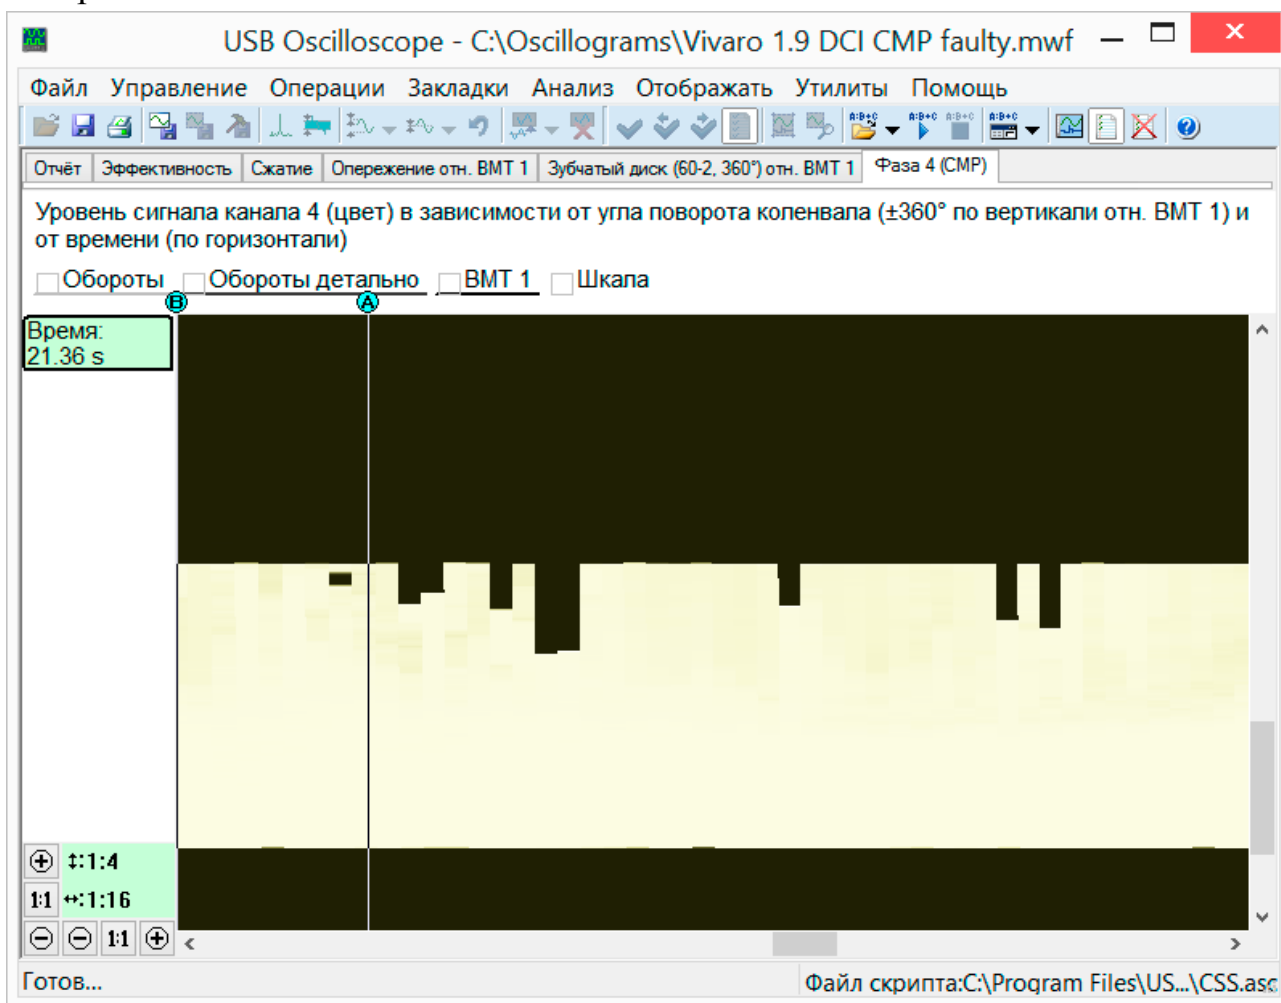 USB Oscilloscope - C:\Oscillograms\Vivaro 1.9 DCI CMP faulty.mwf
Файл Управление Операции Закладки Анализ Отображать Утилиты Помощь
A:B+C A:B+C A:B+C A:B+C
Отчёт Эффективность Сжатие Опережение отн. ВМТ 1 Зубчатый диск (60-2, 360°) отн. ВМТ 1 Фаза 4 (CMP)
Уровень сигнала канала 4 (цвет) в зависимости от угла поворота коленвала (±360° по вертикали отн. ВМТ 1) и
от времени (по горизонтали)
Обороты Обороты детально ВМТ 1 Шкала
B A
Время:
21.36 s
1:4
1:1 1:16
1:1
Готов... Файл скрипта:C:\Program Files\US...\CSS.asc